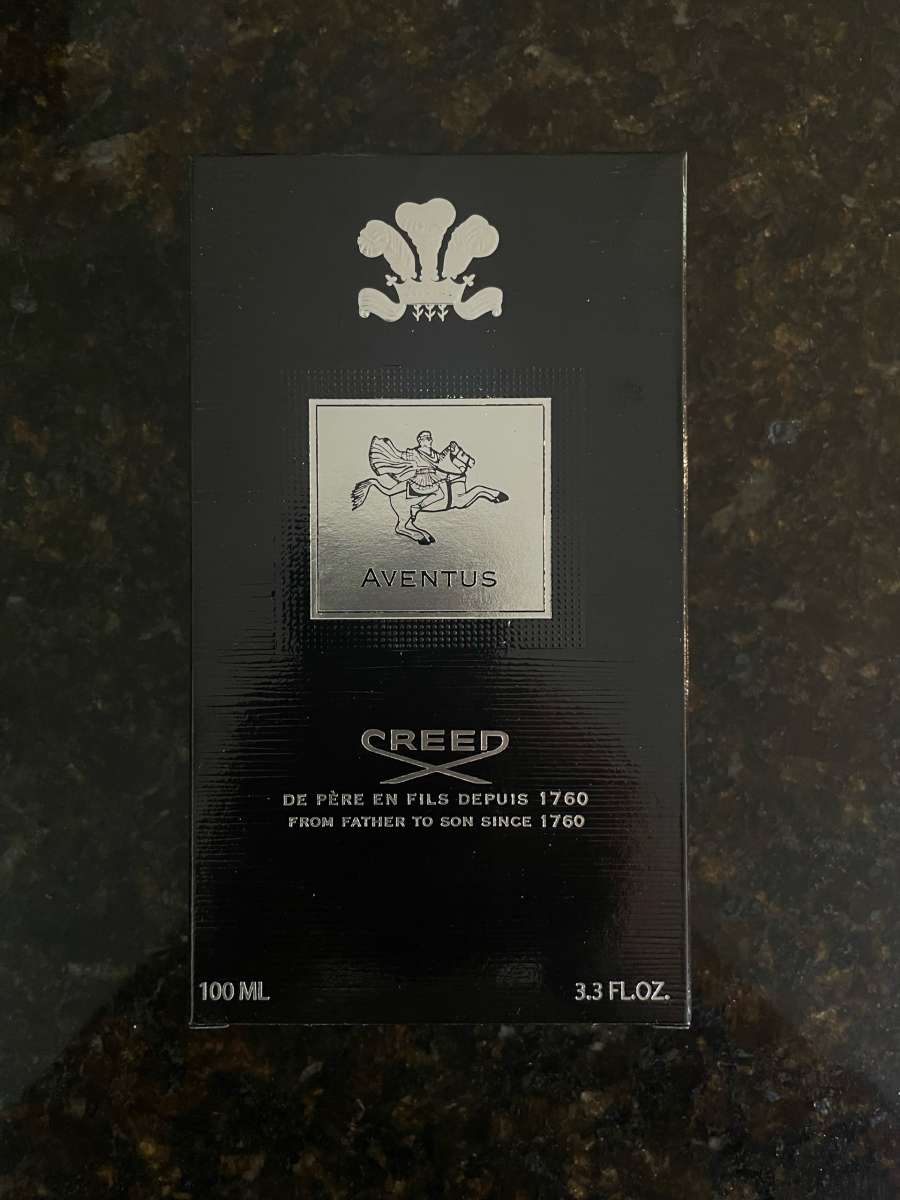 AVENTUS
CREED
DE PÈRE EN FILS DEPUIS 1760
FROM FATHER TO SON SINCE 1760
100 ML
3.3 FL.OZ.